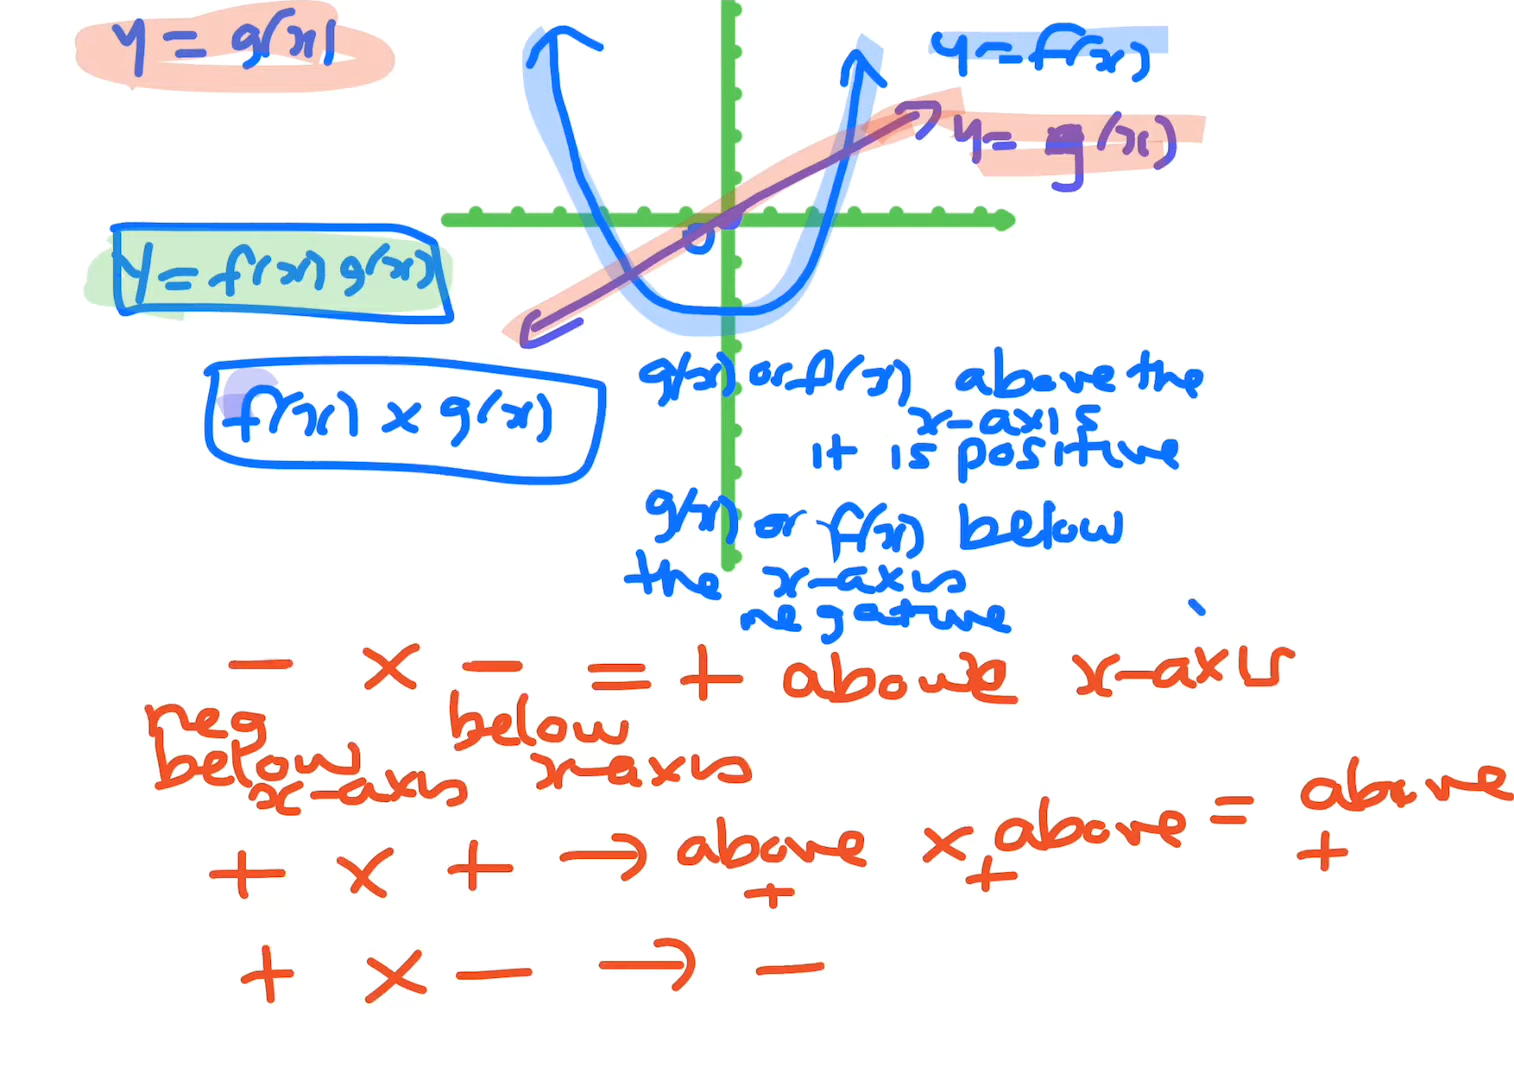 y = g(x)
y = f(x)
y = g(x)
0
y = f(x) g(x)
f(x) × g(x)
g(x) or f(x) above the
x-axis
it is positive
g(x) or f(x) below
the x-axis
negative
- × - = + above x-axis
neg below
below x-axis
x-axis
+ × + → above × above = above
+ + +
+ × - → -